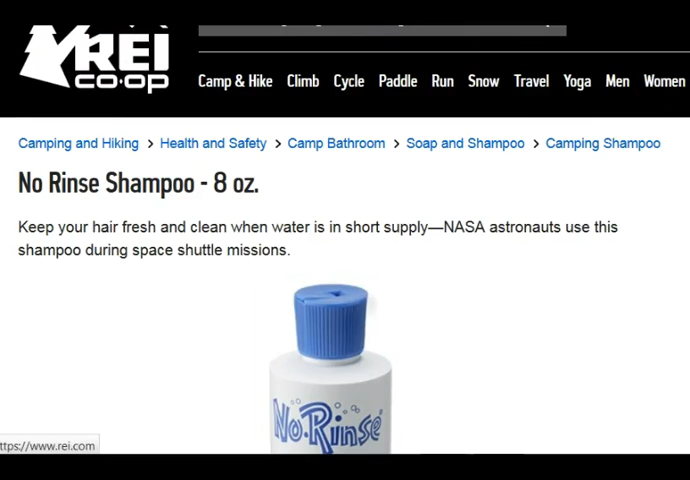 REI
CO·OP
Camp & Hike Climb Cycle Paddle Run Snow Travel Yoga Men Women
Camping and Hiking > Health and Safety > Camp Bathroom > Soap and Shampoo > Camping Shampoo
No Rinse Shampoo - 8 oz.
Keep your hair fresh and clean when water is in short supply—NASA astronauts use this
shampoo during space shuttle missions.
No.Rinse
ttps://www.rei.com